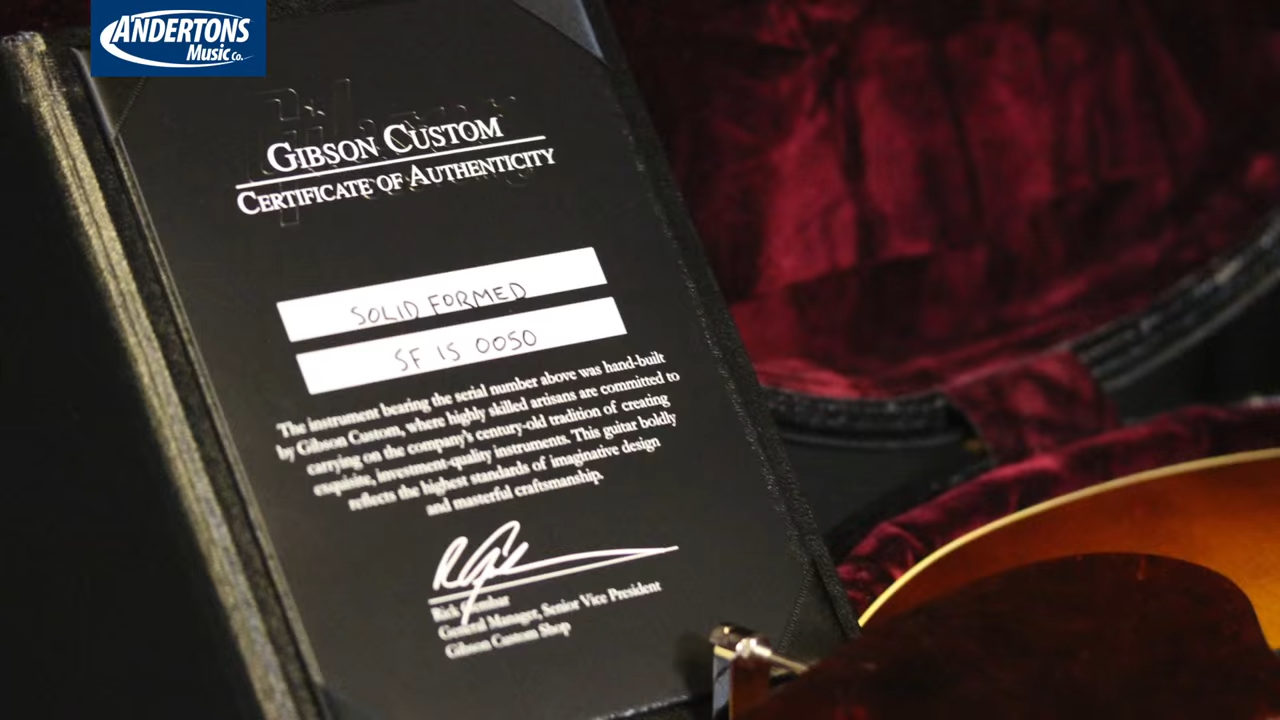 ANDERTONS
Music Co.
GIBSON CUSTOM
CERTIFICATE OF AUTHENTICITY
SOLID FORMED
SF 15 0050
The instrument bearing the serial number above was hand-built
by Gibson Custom, where highly skilled artisans are committed to
carrying on the company's century-old tradition of creating
exquisite, investment-quality instruments. This guitar boldly
reflects the highest standards of imaginative design
and masterful craftsmanship.
Rick
General Manager, Senior Vice President
Gibson Custom Shop